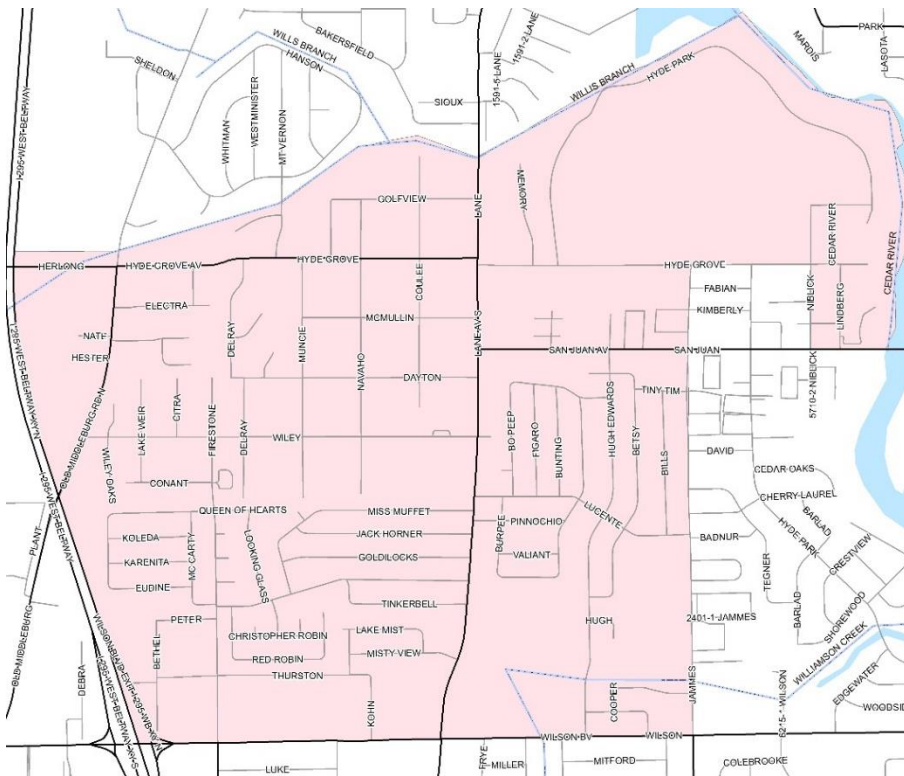 PARK
BAKERSFIELD
MARDIS
LASOTA
WILLS BRANCH
HANSON
SHELDON
1591-2 LANE
1591-5 LANE
SIOUX
WILLIS BRANCH
HYDE PARK
WHITMAN
WESTMINISTER
MT VERNON
I 295 WEST BELTWAY
GOLFVIEW
LANE
MEMORY
CEDAR RIVER
CEDAR RIVER
HERLONG
HYDE GROVE AV
HYDE GROVE
HYDE GROVE
COULEE
FABIAN
KIMBERLY
NIBLICK
LINDBERG
ELECTRA
MCMULLIN
DELRAY
MUNCIE
NAVAHO
LANE AV S
HESTER
SAN JUAN AV
SAN JUAN
DAYTON
TINY TIM
5710-2 NIBLICK
OLD MIDDLEBURG RD N
LAKE WEIR
CITRA
FIRESTONE
DELRAY
WILEY
WILEY OAKS
BO PEEP
FIGARO
BUNTING
HUGH EDWARDS
BETSY
BILLS
DAVID
CEDAR OAKS
CONANT
CHERRY LAUREL
BARLAD
HYDE PARK
QUEEN OF HEARTS
MISS MUFFET
LUCENTE
PINNOCHIO
BURPEE
BADNUR
JACK HORNER
GOLDILOCKS
VALIANT
TEGNER
CRESTVIEW
KOLEDA
KARENITA
EUDINE
MC CARTY
LOOKING GLASS
PLANT
I-295 WEST BELTWAY
TINKERBELL
BARLAD
SHOREWOOD
PETER
CHRISTOPHER ROBIN
LAKE MIST
HUGH
2401-1 JAMMES
RED ROBIN
MISTY VIEW
BETHEL
THURSTON
KOHN
WILLIAMSON CREEK
EDGEWATER
OLD MIDDLEBURG
DEBRA
COOPER
JAMMES
WILSON BV
WILSON
LUKE
FRYE
MILLER
MITFORD
COLEBROOKE